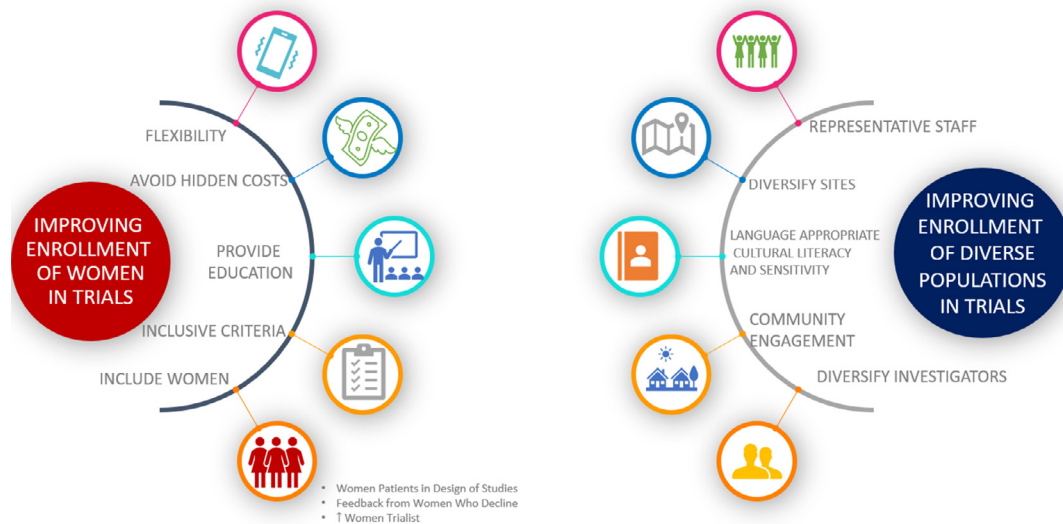 FLEXIBILITY
AVOID HIDDEN COSTS
IMPROVING
ENROLLMENT
OF WOMEN
IN TRIALS
PROVIDE
EDUCATION
INCLUSIVE CRITERIA
INCLUDE WOMEN
• Women Patients in Design of Studies
• Feedback from Women Who Decline
• ↑ Women Trialist
REPRESENTATIVE STAFF
DIVERSIFY SITES
IMPROVING
ENROLLMENT
OF DIVERSE
POPULATIONS
IN TRIALS
LANGUAGE APPROPRIATE
CULTURAL LITERACY
AND SENSITIVITY
COMMUNITY
ENGAGEMENT
DIVERSIFY INVESTIGATORS